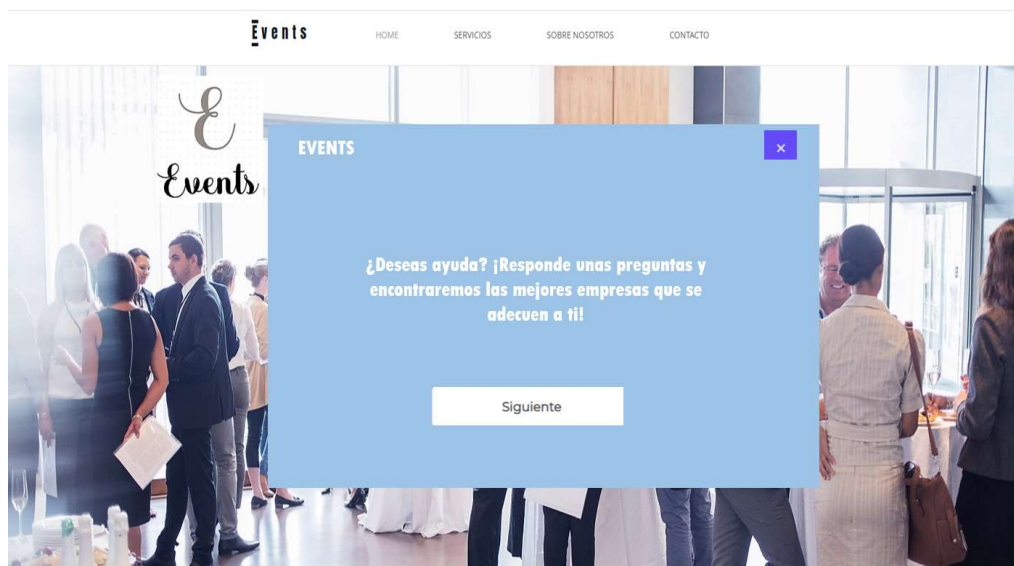 Events
HOME
SERVICIOS
SOBRE NOSOTROS
CONTACTO
E
Events
EVENTS
×
¿Deseas ayuda? ¡Responde unas preguntas y
encontraremos las mejores empresas que se
adecuen a ti!
Siguiente